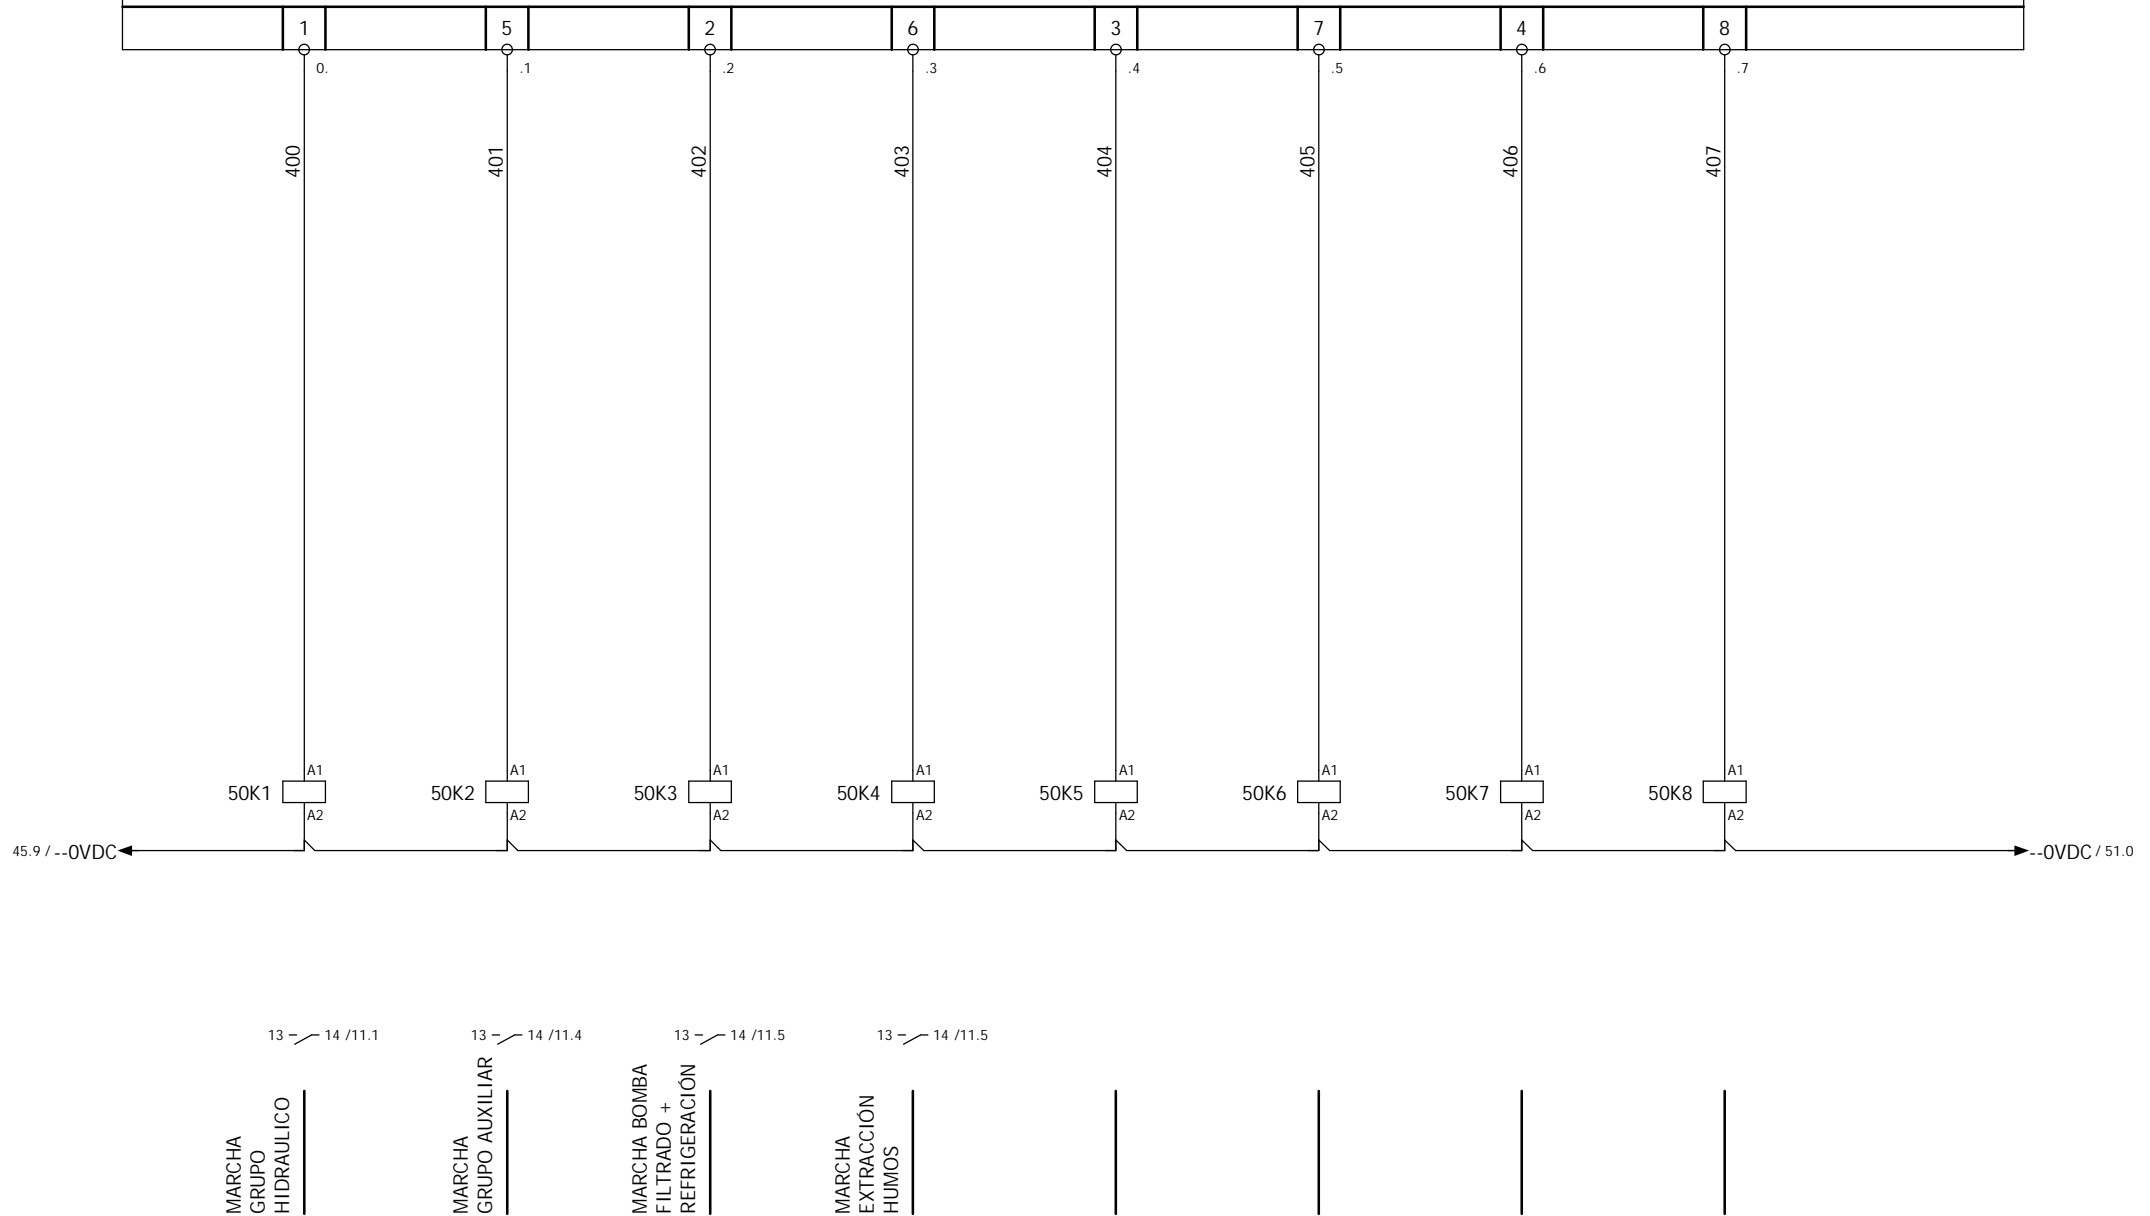 1 5 2 6 3 7 4 8
0. .1 .2 .3 .4 .5 .6 .7
400 401 402 403 404 405 406 407
A1 A1 A1 A1 A1 A1 A1 A1
50K1 50K2 50K3 50K4 50K5 50K6 50K7 50K8
A2 A2 A2 A2 A2 A2 A2 A2
45.9 / --0VDC --0VDC / 51.0
13 14 /11.1 13 14 /11.4 13 14 /11.5 13 14 /11.5
MARCHA
GRUPO
HIDRAULICO
MARCHA
GRUPO AUXILIAR
MARCHA BOMBA
FILTRADO +
REFRIGERACIÓN
MARCHA
EXTRACCIÓN
HUMOS